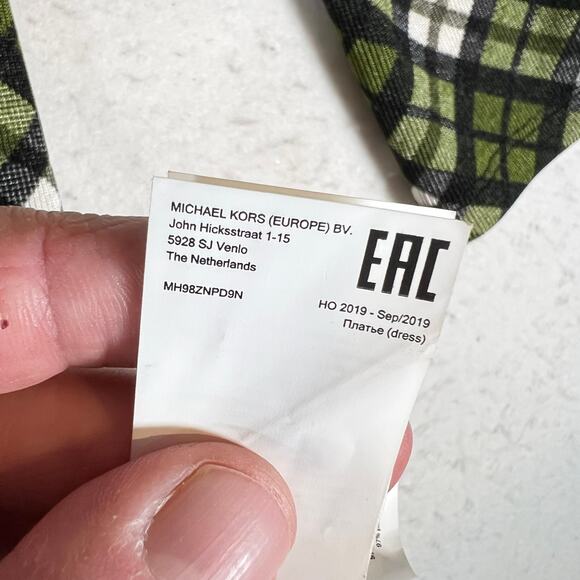 MICHAEL KORS (EUROPE) BV.
John Hicksstraat 1-15
5928 SJ Venlo
The Netherlands
MH98ZNPD9N
EAC
HO 2019 - Sep/2019
Платье (dress)
97%